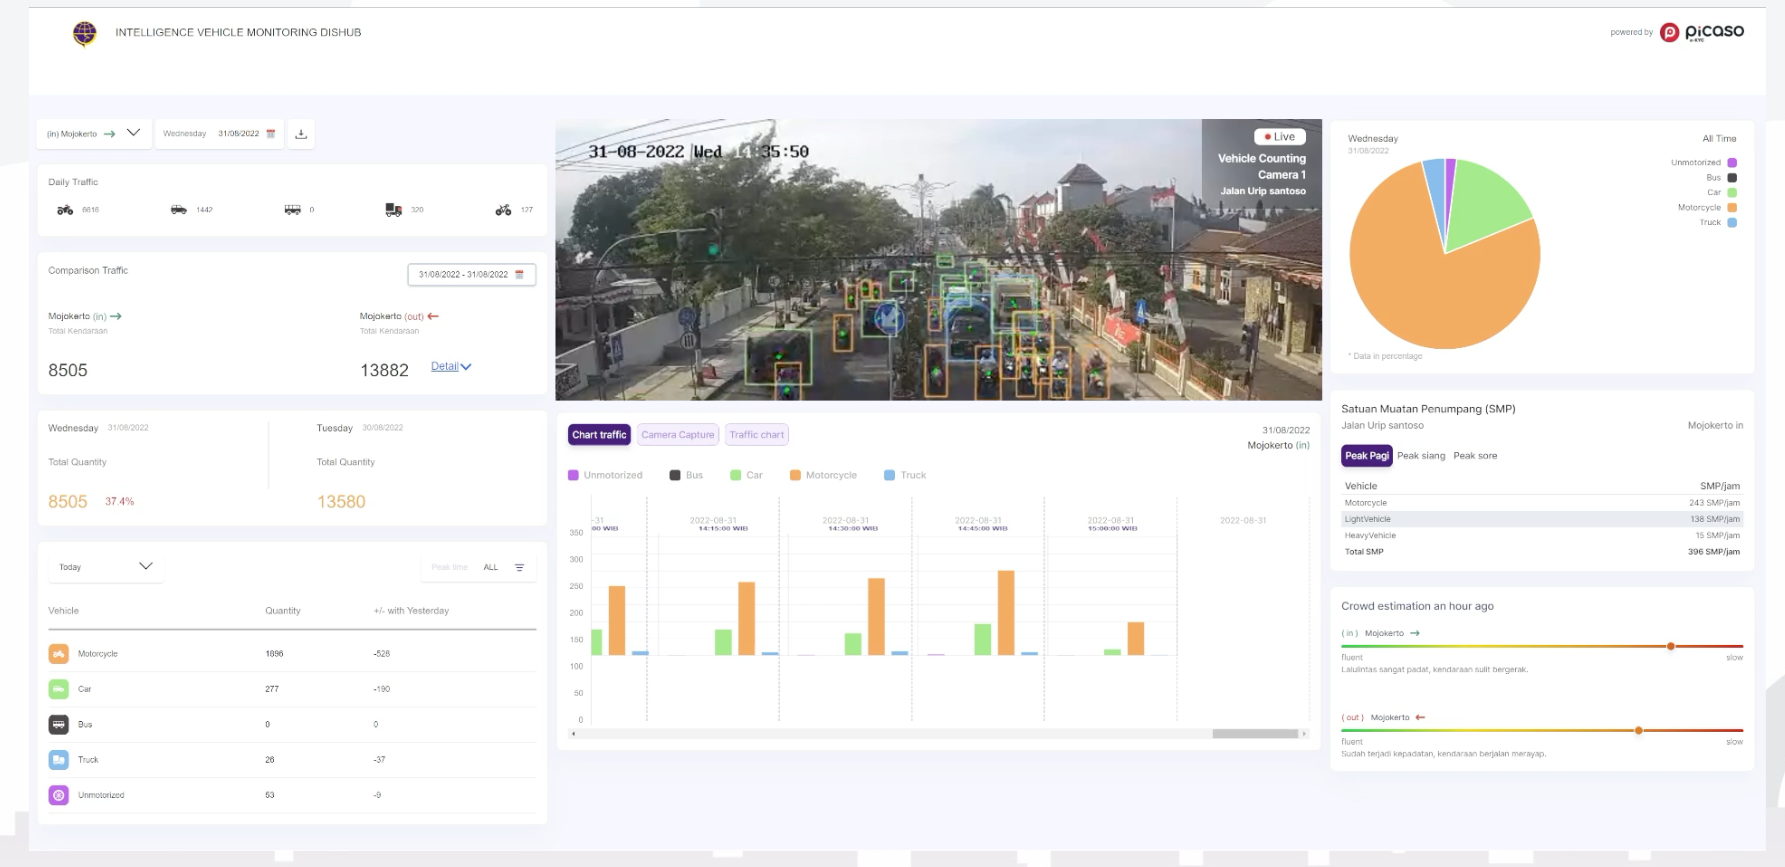 INTELLIGENCE VEHICLE MONITORING DISHUB
powered by picaso
(in) Mojokerto →
Wednesday 31/08/2022
Daily Traffic
6616 1442 0 320 127
Comparison Traffic
31/08/2022 - 31/08/2022
Mojokerto (in) →
Total Kendaraan
8505
Mojokerto (out) ←
Total Kendaraan
13882 Detail
Wednesday 31/08/2022
Total Quantity
8505 37.4%
Tuesday 30/08/2022
Total Quantity
13580
Today
Peak time ALL
Vehicle Quantity +/- with Yesterday
Motorcycle 1896 -526
Car 277 -190
Bus 0 0
Truck 26 -37
Unmotorized 53 -9
31-08-2022 Wed 14:35:50
Live
Vehicle Counting
Camera 1
Jalan Urip santoso
Chart traffic Camera Capture Traffic chart
31/08/2022
Mojokerto (in)
Unmotorized Bus Car Motorcycle Truck
-31 2022-08-31 2022-08-31 2022-08-31 2022-08-31 2022-08-31
00 WIB 14:15:00 WIB 14:30:00 WIB 14:45:00 WIB 15:00:00 WIB
350
300
250
200
150
100
50
0
Wednesday
31/08/2022
All Time
Unmotorized
Bus
Car
Motorcycle
Truck
* Data in percentage
Satuan Muatan Penumpang (SMP)
Jalan Urip santoso Mojokerto in
Peak Pagi Peak siang Peak sore
Vehicle SMP/jam
Motorcycle 243 SMP/jam
LightVehicle 138 SMP/jam
HeavyVehicle 15 SMP/jam
Total SMP 396 SMP/jam
Crowd estimation an hour ago
( in ) Mojokerto →
fluent slow
Lalulintas sangat padat, kendaraan sulit bergerak.
( out ) Mojokerto ←
fluent slow
Sudah terjadi kepadatan, kendaraan berjalan merayap.